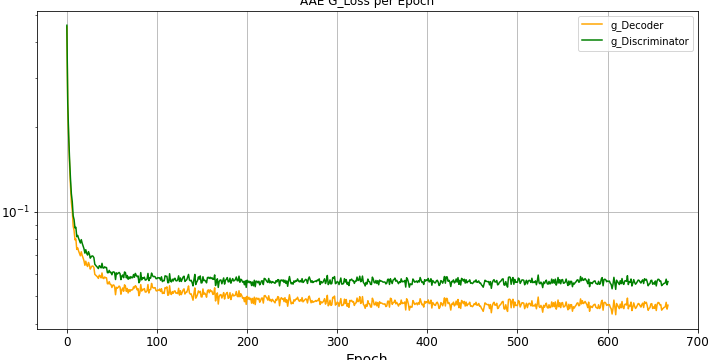 AAE G_Loss per Epoch
g_Decoder
g_Discriminator
10⁻¹
0 100 200 300 400 500 600 700
Epoch